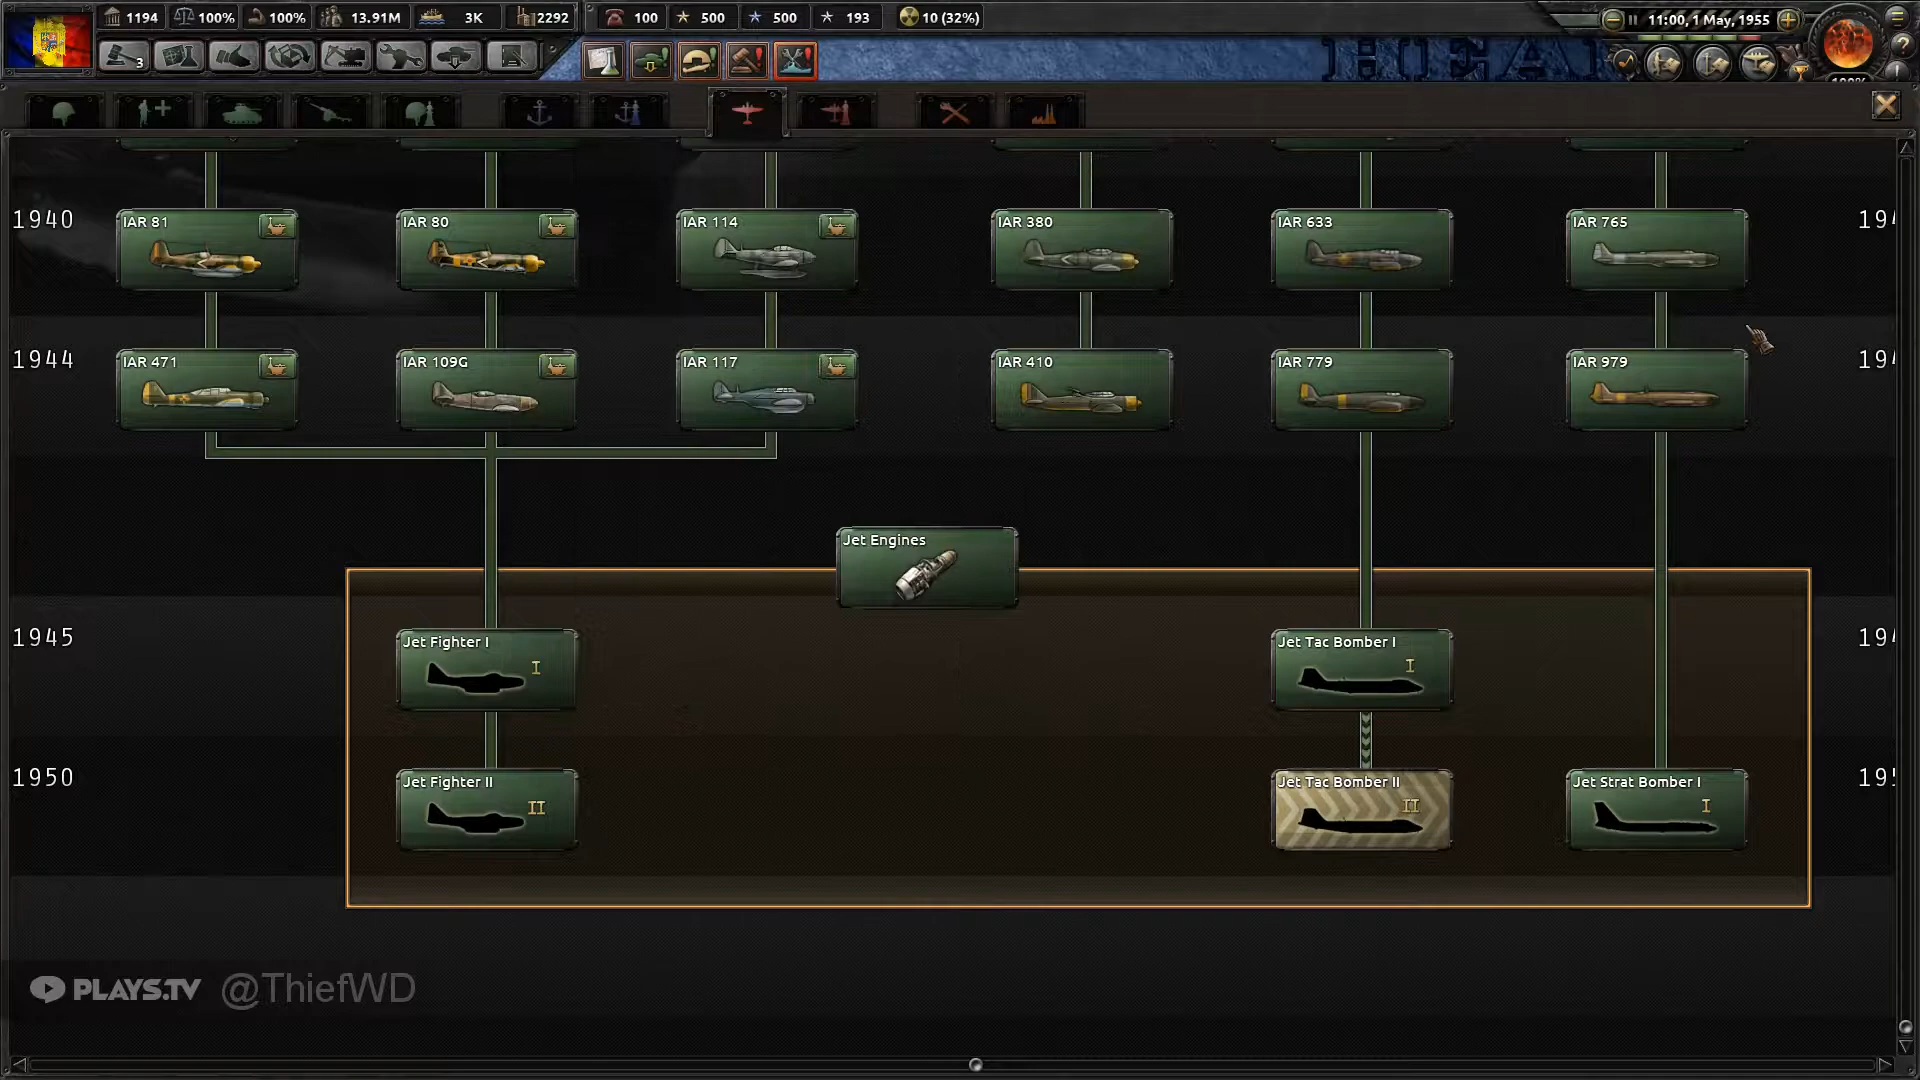 1194 100% 100% 13.91M 3K 2292 100 500 500 193 10 (32%) 11:00, 1 May, 1955
3
100%
1940
IAR 81
IAR 80
IAR 114
IAR 380
IAR 633
IAR 765
1944
IAR 471
IAR 109G
IAR 117
IAR 410
IAR 779
IAR 979
Jet Engines
1945
Jet Fighter I
I
Jet Tac Bomber I
I
1950
Jet Fighter II
II
Jet Tac Bomber II
II
Jet Strat Bomber I
I
PLAYS.TV @ThiefWD